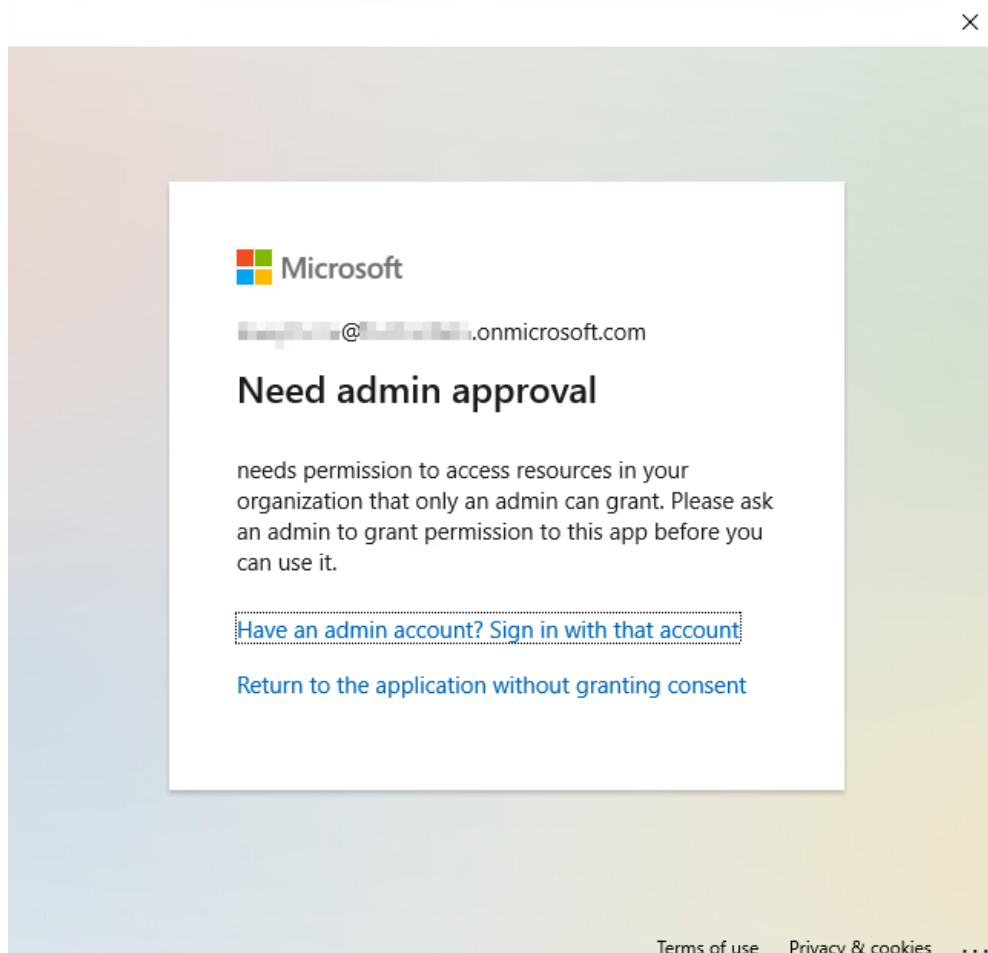 Microsoft
@ .onmicrosoft.com
Need admin approval
needs permission to access resources in your
organization that only an admin can grant. Please ask
an admin to grant permission to this app before you
can use it.
Have an admin account? Sign in with that account
Return to the application without granting consent
Terms of use Privacy & cookies ...